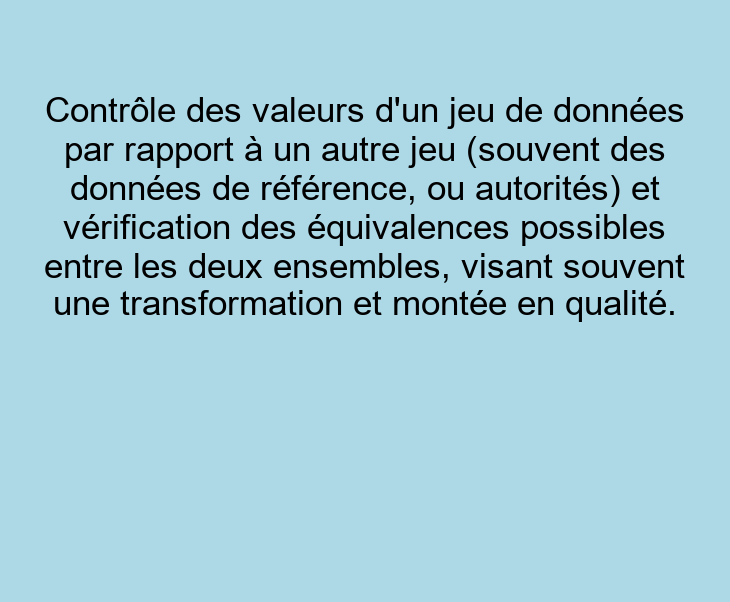 Contrôle des valeurs d'un jeu de données
par rapport à un autre jeu (souvent des
données de référence, ou autorités) et
vérification des équivalences possibles
entre les deux ensembles, visant souvent
une transformation et montée en qualité.